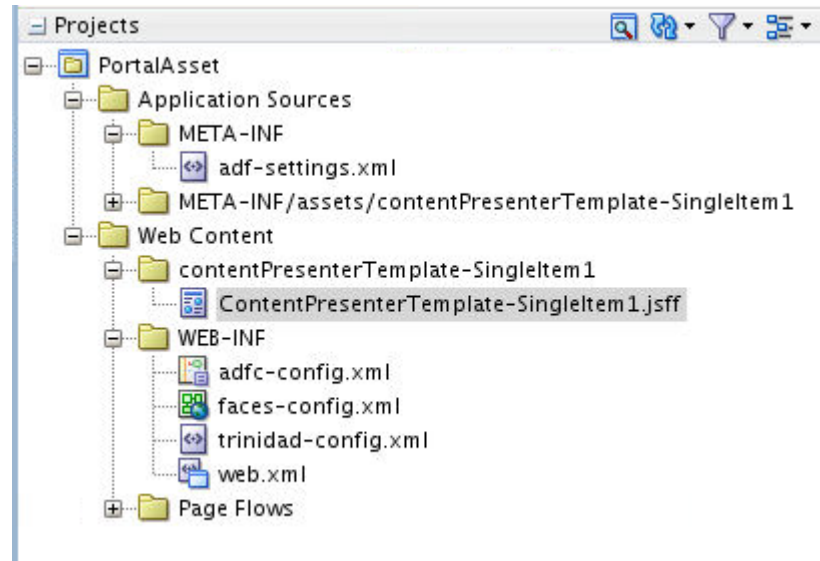 Projects
PortalAsset
Application Sources
META-INF
adf-settings.xml
META-INF/assets/contentPresenterTemplate-SingleItem1
Web Content
contentPresenterTemplate-SingleItem1
ContentPresenterTemplate-SingleItem1.jsff
WEB-INF
adfc-config.xml
faces-config.xml
trinidad-config.xml
web.xml
Page Flows